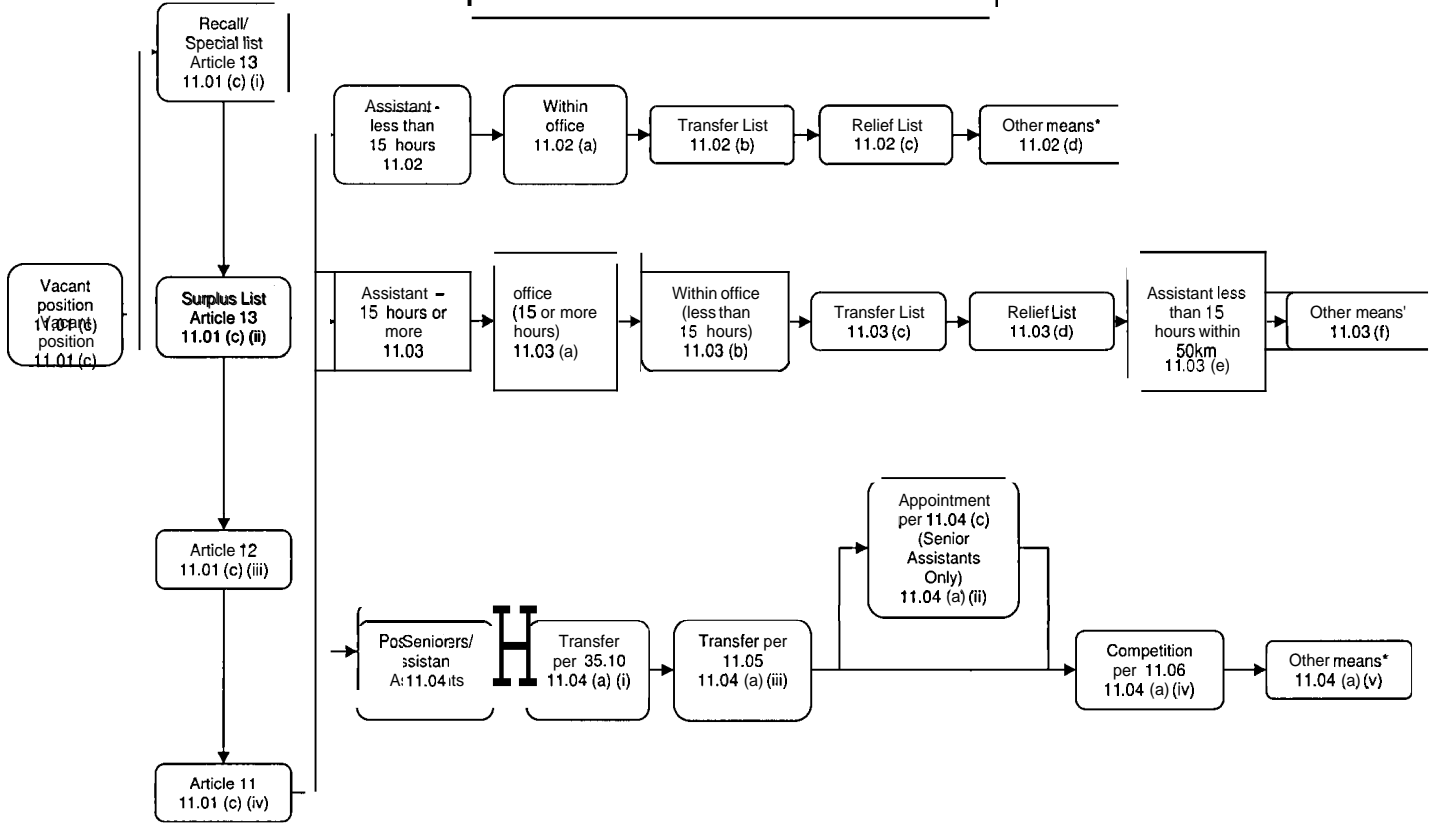 Recall/
Special list
Article 13
11.01 (c) (i)
Assistant -
less than
15 hours
11.02
Within
office
11.02 (a)
Transfer List
11.02 (b)
Relief List
11.02 (c)
Other means*
11.02 (d)
Vacant
position
11.01 (c)
Vacant
position
11.01 (c)
Surplus List
Article 13
11.01 (c) (ii)
Assistant –
15 hours or
more
11.03
office
(15 or more
hours)
11.03 (a)
Within office
(less than
15 hours)
11.03 (b)
Transfer List
11.03 (c)
Relief List
11.03 (d)
Assistant less
than 15
hours within
50km
11.03 (e)
Other means'
11.03 (f)
Article 12
11.01 (c) (iii)
Article 11
11.01 (c) (iv)
11.04
Transfer
per 35.10
11.04 (a) (i)
Transfer per
11.05
11.04 (a) (iii)
Appointment
per 11.04 (c)
(Senior
Assistants
Only)
11.04 (a) (ii)
Competition
per 11.06
11.04 (a) (iv)
Other means*
11.04 (a) (v)